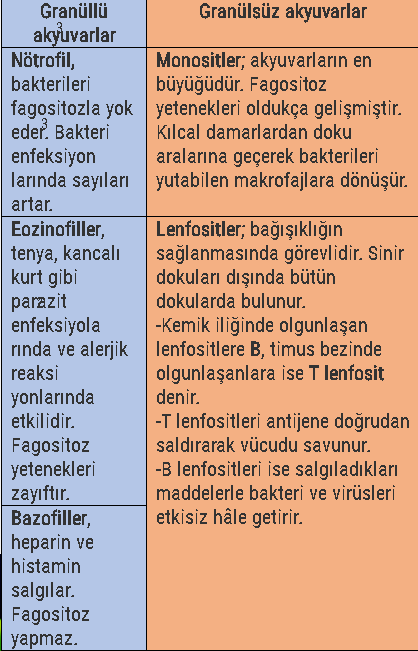 Granüllü
akyuvarlar
Granülsüz akyuvarlar
Nötrofil,
bakterileri
fagositozla yok
eder. Bakteri
enfeksiyon
larında sayıları
artar.
Monositler; akyuvarların en
büyüğüdür. Fagositoz
yetenekleri oldukça gelişmiştir.
Kılcal damarlardan doku
aralarına geçerek bakterileri
yutabilen makrofajlara dönüşür.
Eozinofiller,
tenya, kancalı
kurt gibi
parazit
enfeksiyola
rında ve alerjik
reaksi
yonlarında
etkilidir.
Fagositoz
yetenekleri
zayıftır.
Lenfositler; bağışıklığın
sağlanmasında görevlidir. Sinir
dokuları dışında bütün
dokularda bulunur.
-Kemik iliğinde olgunlaşan
lenfositlere B, timus bezinde
olgunlaşanlara ise T lenfosit
denir.
-T lenfositleri antijene doğrudan
saldırarak vücudu savunur.
-B lenfositleri ise salgıladıkları
maddelerle bakteri ve virüsleri
etkisiz hâle getirir.
Bazofiller,
heparin ve
histamin
salgılar.
Fagositoz
yapmaz.